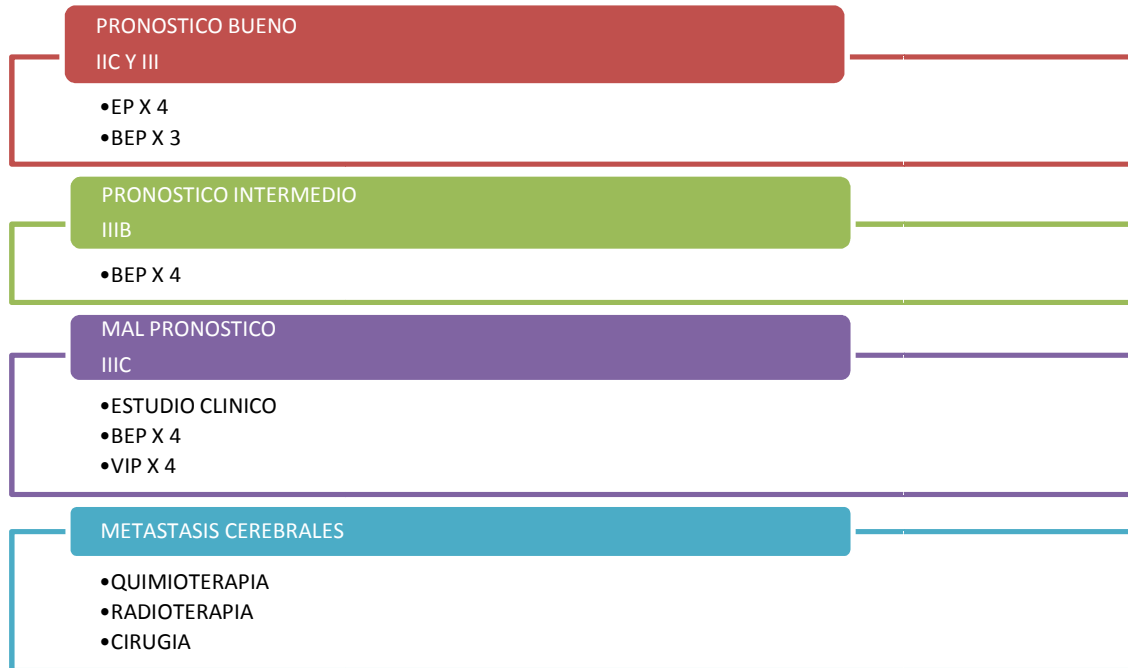 PRONOSTICO BUENO
IIC Y III
•EP X 4
•BEP X 3
PRONOSTICO INTERMEDIO
IIIB
•BEP X 4
MAL PRONOSTICO
IIIC
•ESTUDIO CLINICO
•BEP X 4
•VIP X 4
METASTASIS CEREBRALES
•QUIMIOTERAPIA
•RADIOTERAPIA
•CIRUGIA